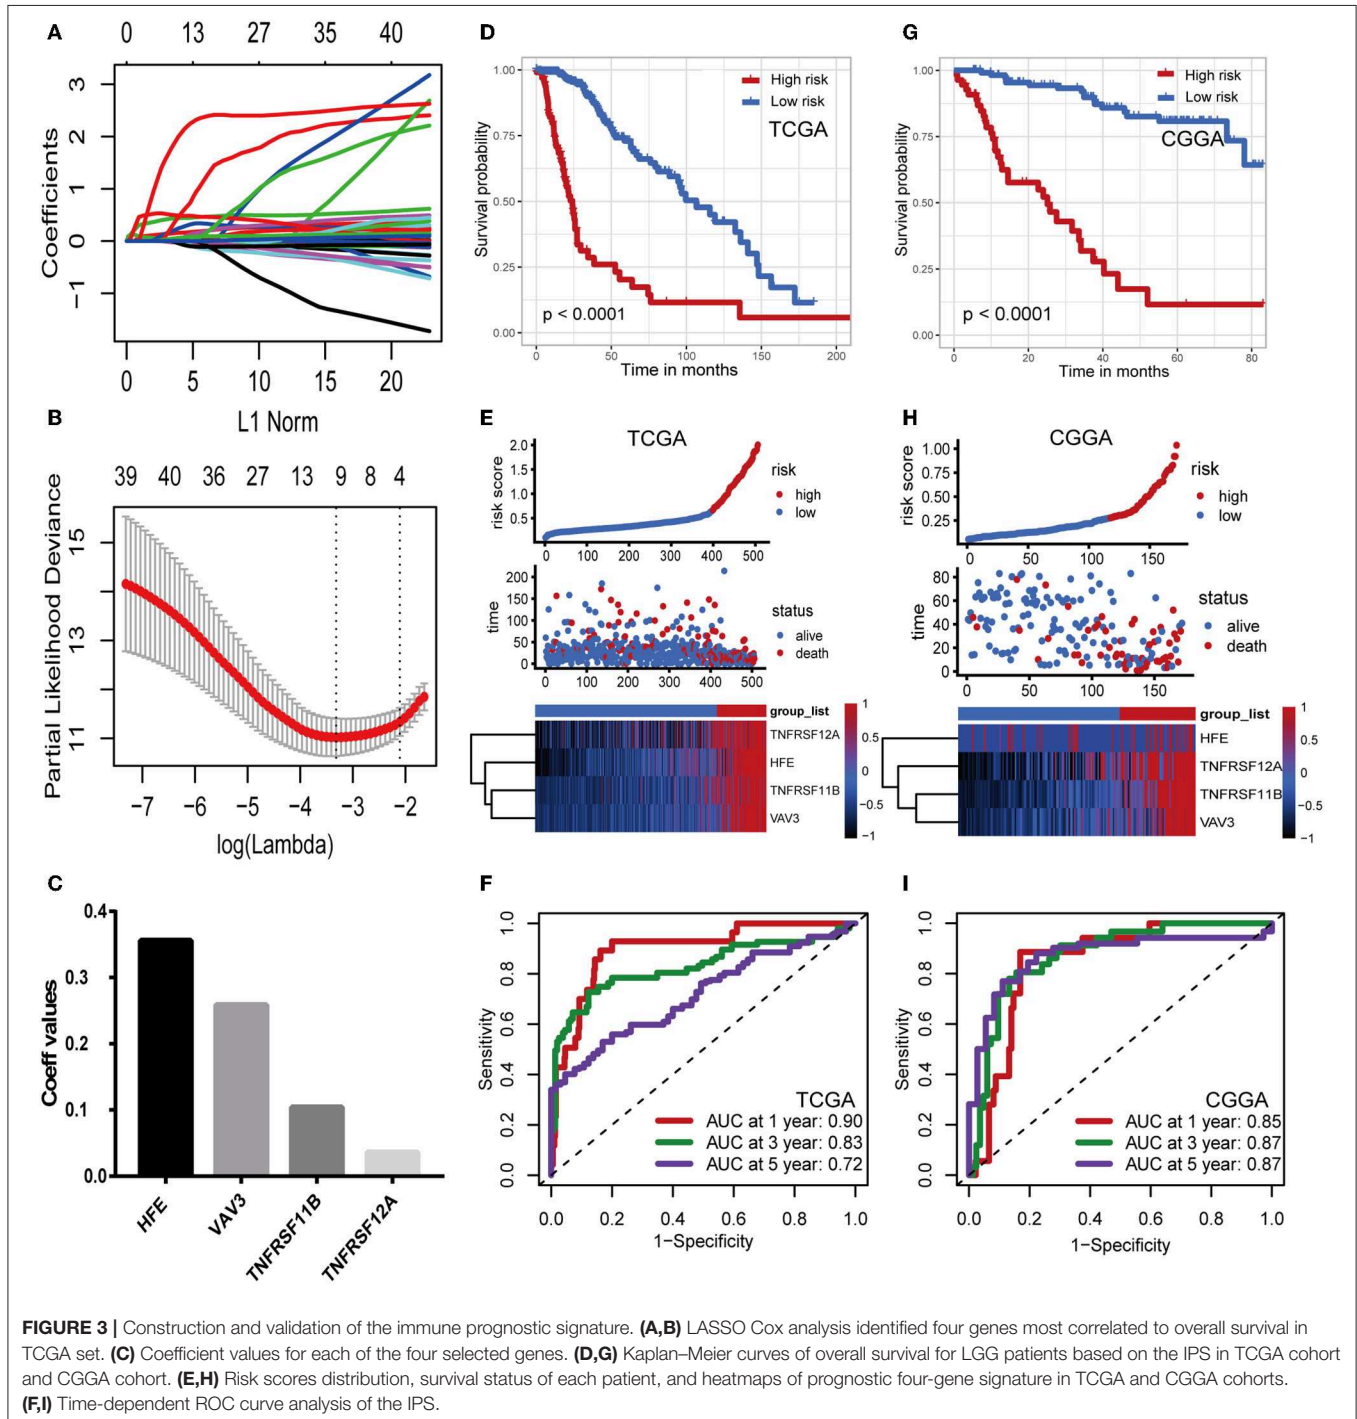 A
0 13 27 35 40
3
2
1
0
−1
Coefficients
0 5 10 15 20
L1 Norm
B
39 40 36 27 13 9 8 4
15
13
11
Partial Likelihood Deviance
−7 −6 −5 −4 −3 −2
log(Lambda)
C
0.4
0.3
0.2
0.1
0.0
Coeff values
HFE
VAV3
TNFRSF11B
TNFRSF12A
D
1.00
0.75
0.50
0.25
0.00
Survival probability
High risk
Low risk
TCGA
p < 0.0001
0 50 100 150 200
Time in months
E
TCGA
2.0
1.5
1.0
0.5
risk score
risk
high
low
0 100 200 300 400 500
200
150
100
50
0
time
status
alive
death
0 100 200 300 400 500
group_list
TNFRSF12A
HFE
TNFRSF11B
VAV3
1
0.5
0
−0.5
−1
F
1.0
0.8
0.6
0.4
0.2
0.0
Sensitivity
TCGA
AUC at 1 year: 0.90
AUC at 3 year: 0.83
AUC at 5 year: 0.72
0.0 0.2 0.4 0.6 0.8 1.0
1−Specificity
G
1.00
0.75
0.50
0.25
0.00
Survival probability
High risk
Low risk
CGGA
p < 0.0001
0 20 40 60 80
Time in months
H
CGGA
1.00
0.75
0.50
0.25
risk score
risk
high
low
0 50 100 150
80
60
40
20
0
time
status
alive
death
0 50 100 150
group_list
HFE
TNFRSF12A
TNFRSF11B
VAV3
1
0.5
0
−0.5
−1
I
1.0
0.8
0.6
0.4
0.2
0.0
Sensitivity
CGGA
AUC at 1 year: 0.85
AUC at 3 year: 0.87
AUC at 5 year: 0.87
0.0 0.2 0.4 0.6 0.8 1.0
1−Specificity
FIGURE 3 | Construction and validation of the immune prognostic signature. (A,B) LASSO Cox analysis identified four genes most correlated to overall survival in
TCGA set. (C) Coefficient values for each of the four selected genes. (D,G) Kaplan–Meier curves of overall survival for LGG patients based on the IPS in TCGA cohort
and CGGA cohort. (E,H) Risk scores distribution, survival status of each patient, and heatmaps of prognostic four-gene signature in TCGA and CGGA cohorts.
(F,I) Time-dependent ROC curve analysis of the IPS.